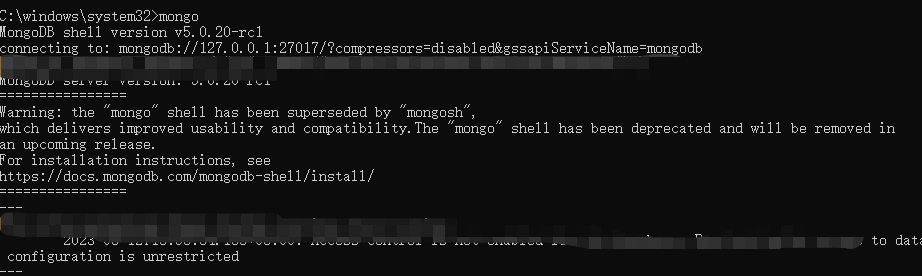 C:\windows\system32>mongo
MongoDB shell version v5.0.20-rc1
connecting to: mongodb://127.0.0.1:27017/?compressors=disabled&gssapiServiceName=mongodb
MongoDB server version: 5.0.20-rc1
================
Warning: the "mongo" shell has been superseded by "mongosh",
which delivers improved usability and compatibility.The "mongo" shell has been deprecated and will be removed in
an upcoming release.
For installation instructions, see
https://docs.mongodb.com/mongodb-shell/install/
================
---
2023 Access control is not enabled to data
configuration is unrestricted
---